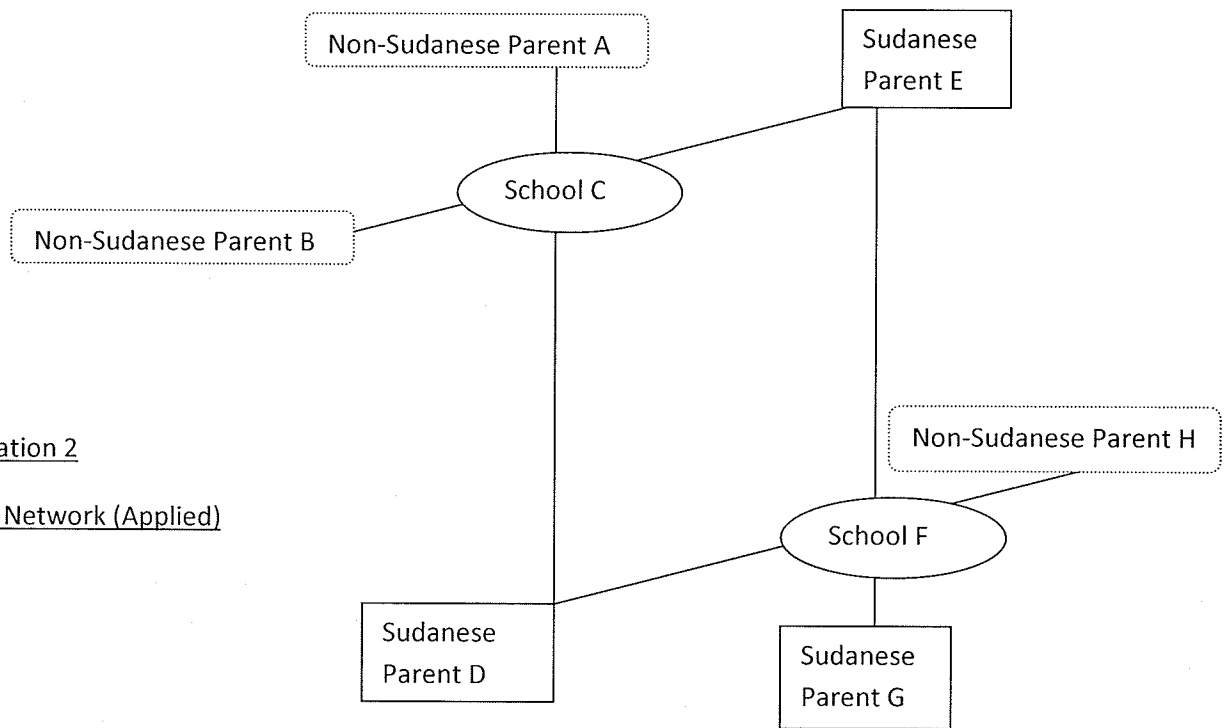 Non-Sudanese Parent A
Sudanese
Parent E
School C
Non-Sudanese Parent B
Non-Sudanese Parent H
ation 2
Network (Applied)
School F
Sudanese
Parent D
Sudanese
Parent G